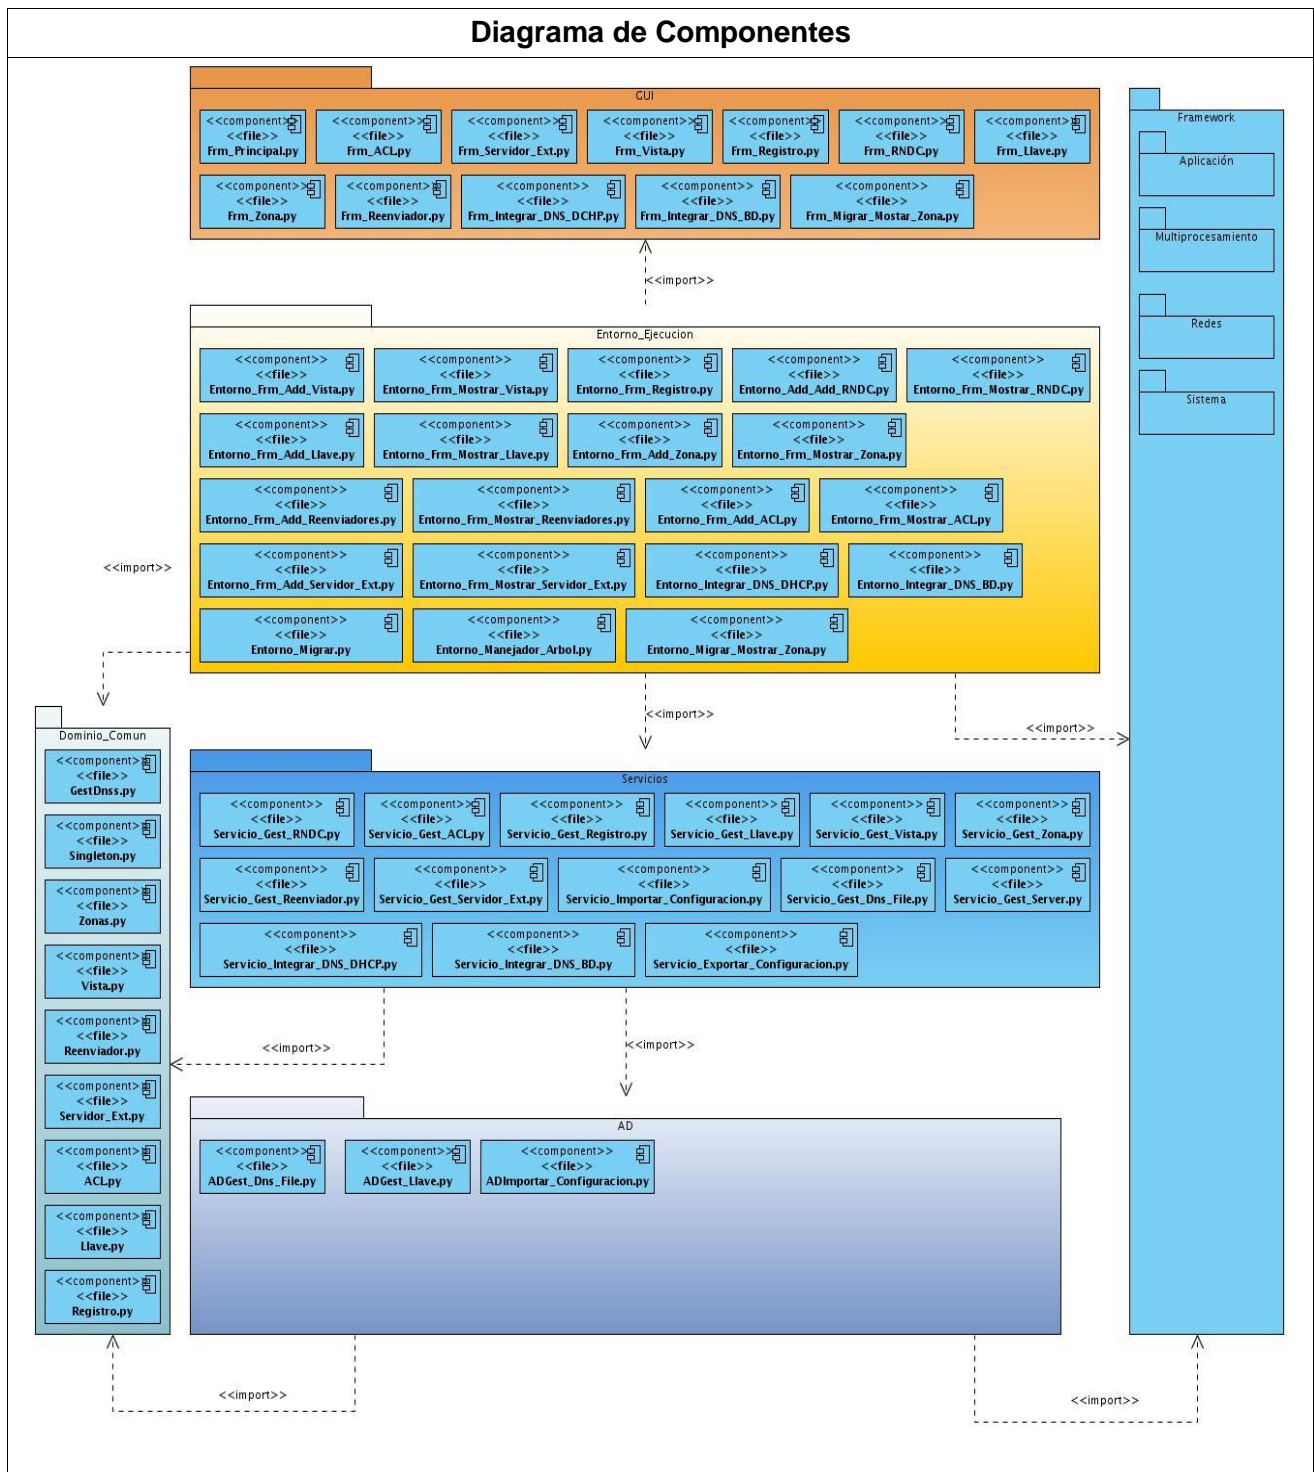 Diagrama de Componentes
GUI
<<component>>
<<file>>
Frm_Principal.py
<<component>>
<<file>>
Frm_ACL.py
<<component>>
<<file>>
Frm_Servidor_Ext.py
<<component>>
<<file>>
Frm_Vista.py
<<component>>
<<file>>
Frm_Registro.py
<<component>>
<<file>>
Frm_RNDC.py
<<component>>
<<file>>
Frm_Llave.py
<<component>>
<<file>>
Frm_Zona.py
<<component>>
<<file>>
Frm_Reenviador.py
<<component>>
<<file>>
Frm_Integrar_DNS_DCHP.py
<<component>>
<<file>>
Frm_Integrar_DNS_BD.py
<<component>>
<<file>>
Frm_Migrar_Mostar_Zona.py
Framework
Aplicación
Multiprocesamiento
Redes
Sistema
<<import>>
Entorno_Ejecucion
<<component>>
<<file>>
Entorno_Frm_Add_Vista.py
<<component>>
<<file>>
Entorno_Frm_Mostrar_Vista.py
<<component>>
<<file>>
Entorno_Frm_Registro.py
<<component>>
<<file>>
Entorno_Add_Add_RNDC.py
<<component>>
<<file>>
Entorno_Frm_Mostrar_RNDC.py
<<component>>
<<file>>
Entorno_Frm_Add_Llave.py
<<component>>
<<file>>
Entorno_Frm_Mostrar_Llave.py
<<component>>
<<file>>
Entorno_Frm_Add_Zona.py
<<component>>
<<file>>
Entorno_Frm_Mostrar_Zona.py
<<component>>
<<file>>
Entorno_Frm_Add_Reenviadores.py
<<component>>
<<file>>
Entorno_Frm_Mostrar_Reenviadores.py
<<component>>
<<file>>
Entorno_Frm_Add_ACL.py
<<component>>
<<file>>
Entorno_Frm_Mostrar_ACL.py
<<component>>
<<file>>
Entorno_Frm_Add_Servidor_Ext.py
<<component>>
<<file>>
Entorno_Frm_Mostrar_Servidor_Ext.py
<<component>>
<<file>>
Entorno_Integrar_DNS_DHCP.py
<<component>>
<<file>>
Entorno_Integrar_DNS_BD.py
<<component>>
<<file>>
Entorno_Migrar.py
<<component>>
<<file>>
Entorno_Manejador_Arbol.py
<<component>>
<<file>>
Entorno_Migrar_Mostrar_Zona.py
<<import>>
<<import>>
<<import>>
Dominio_Comun
<<component>>
<<file>>
GestDnss.py
<<component>>
<<file>>
Singleton.py
<<component>>
<<file>>
Zonas.py
<<component>>
<<file>>
Vista.py
<<component>>
<<file>>
Reenviador.py
<<component>>
<<file>>
Servidor_Ext.py
<<component>>
<<file>>
ACL.py
<<component>>
<<file>>
Llave.py
<<component>>
<<file>>
Registro.py
Servicios
<<component>>
<<file>>
Servicio_Gest_RNDC.py
<<component>>
<<file>>
Servicio_Gest_ACL.py
<<component>>
<<file>>
Servicio_Gest_Registro.py
<<component>>
<<file>>
Servicio_Gest_Llave.py
<<component>>
<<file>>
Servicio_Gest_Vista.py
<<component>>
<<file>>
Servicio_Gest_Zona.py
<<component>>
<<file>>
Servicio_Gest_Reenviador.py
<<component>>
<<file>>
Servicio_Gest_Servidor_Ext.py
<<component>>
<<file>>
Servicio_Importar_Configuracion.py
<<component>>
<<file>>
Servicio_Gest_Dns_File.py
<<component>>
<<file>>
Servicio_Gest_Server.py
<<component>>
<<file>>
Servicio_Integrar_DNS_DHCP.py
<<component>>
<<file>>
Servicio_Integrar_DNS_BD.py
<<component>>
<<file>>
Servicio_Exportar_Configuracion.py
<<import>>
<<import>>
AD
<<component>>
<<file>>
ADGest_Dns_File.py
<<component>>
<<file>>
ADGest_Llave.py
<<component>>
<<file>>
ADImportar_Configuracion.py
<<import>>
<<import>>